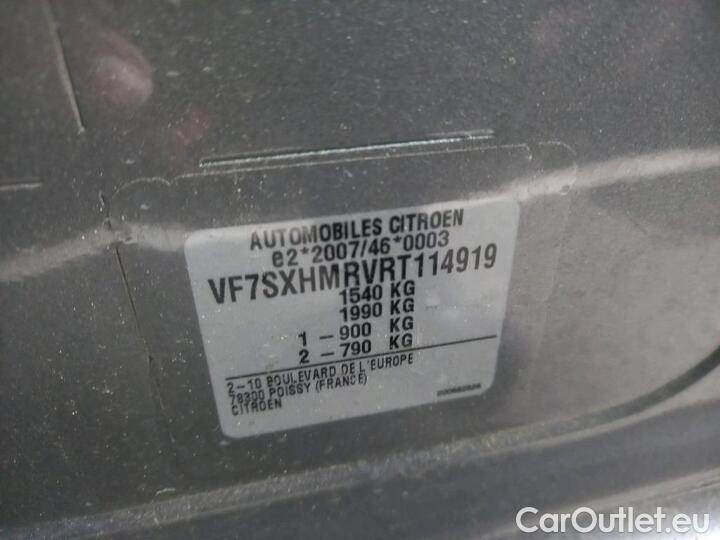 AUTOMOBILES CITROEN
e2*2007/46*0003
VF7SXHMRVRT114919
1540 KG
1990 KG
1 – 900 KG
2 – 790 KG
2–10 BOULEVARD DE L'EUROPE
78300 POISSY (FRANCE)
CITROEN
CarOutlet.eu